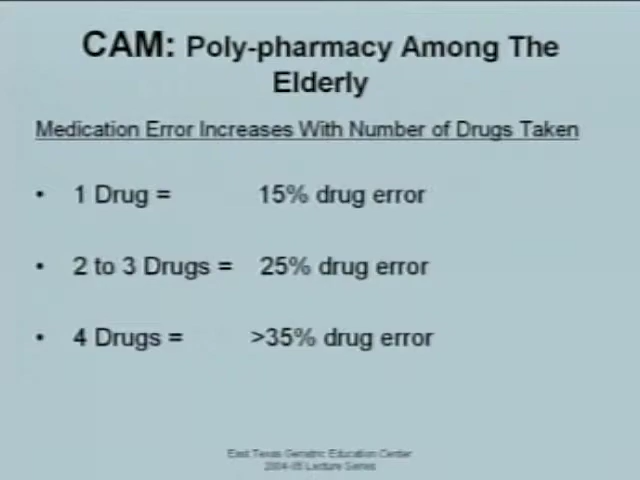 CAM: Poly-pharmacy Among The
Elderly
Medication Error Increases With Number of Drugs Taken
• 1 Drug = 15% drug error
• 2 to 3 Drugs = 25% drug error
• 4 Drugs = >35% drug error
East Texas Geriatric Education Center
2004-05 Lecture Series